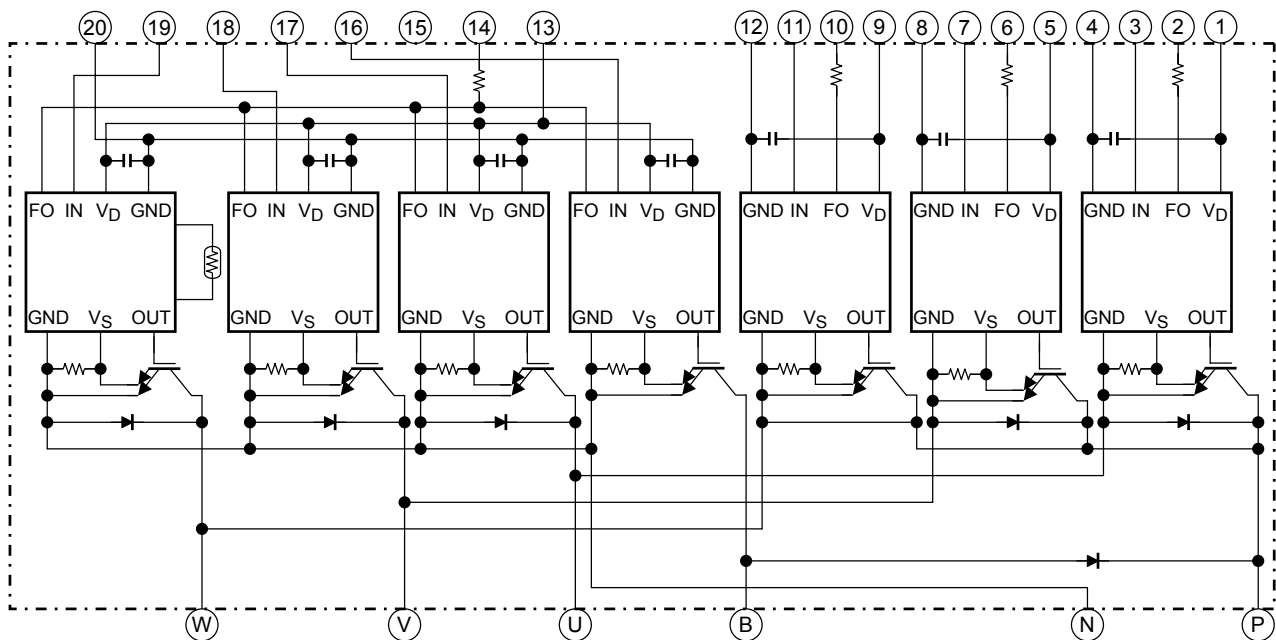 20 19 18 17 16 15 14 13 12 11 10 9 8 7 6 5 4 3 2 1
FO IN VD GND FO IN VD GND FO IN VD GND FO IN VD GND GND IN FO VD GND IN FO VD GND IN FO VD
GND VS OUT GND VS OUT GND VS OUT GND VS OUT GND VS OUT GND VS OUT GND VS OUT
W V U B N P